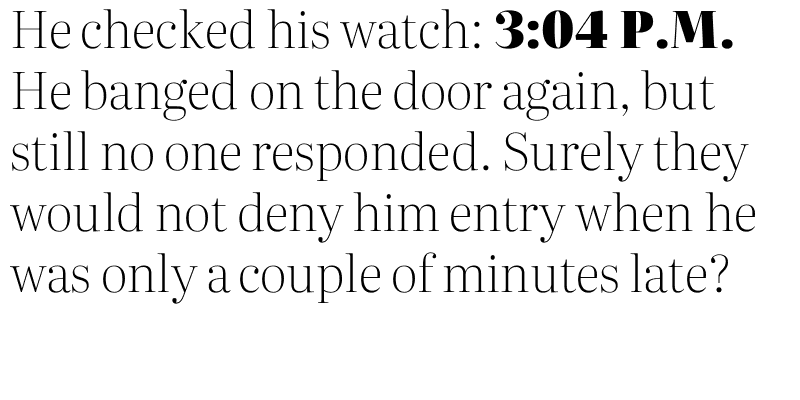 He checked his watch: 3:04 P.M.
He banged on the door again, but
still no one responded. Surely they
would not deny him entry when he
was only a couple of minutes late?